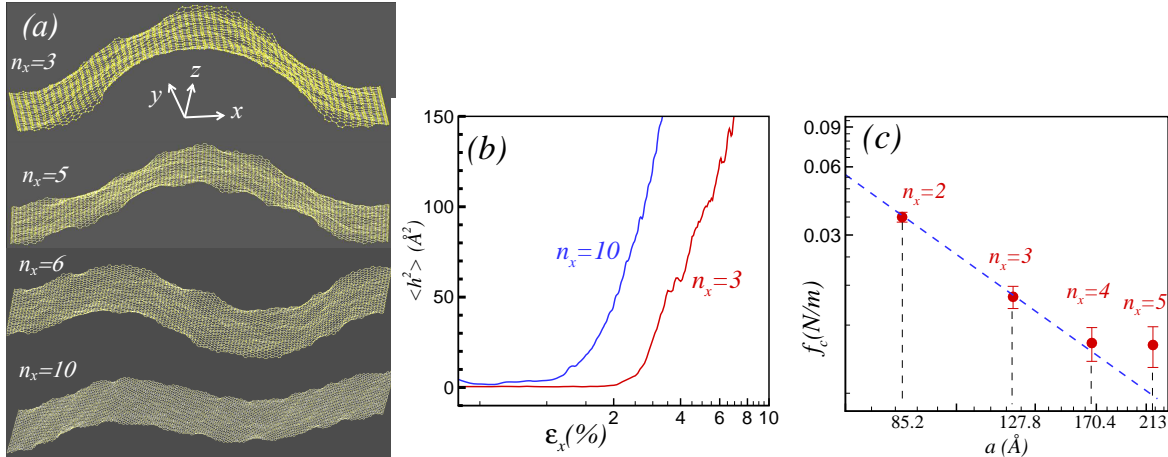 (a)
n_x=3
z
y
x
n_x=5
n_x=6
n_x=10
(b)
<h²> (Å²)
150
100
50
0
n_x=10
n_x=3
2
4
6
8
10
ε_x(%)
(c)
f_c(N/m)
0.09
0.06
0.03
n_x=2
n_x=3
n_x=4
n_x=5
85.2
127.8
170.4
213
a (Å)